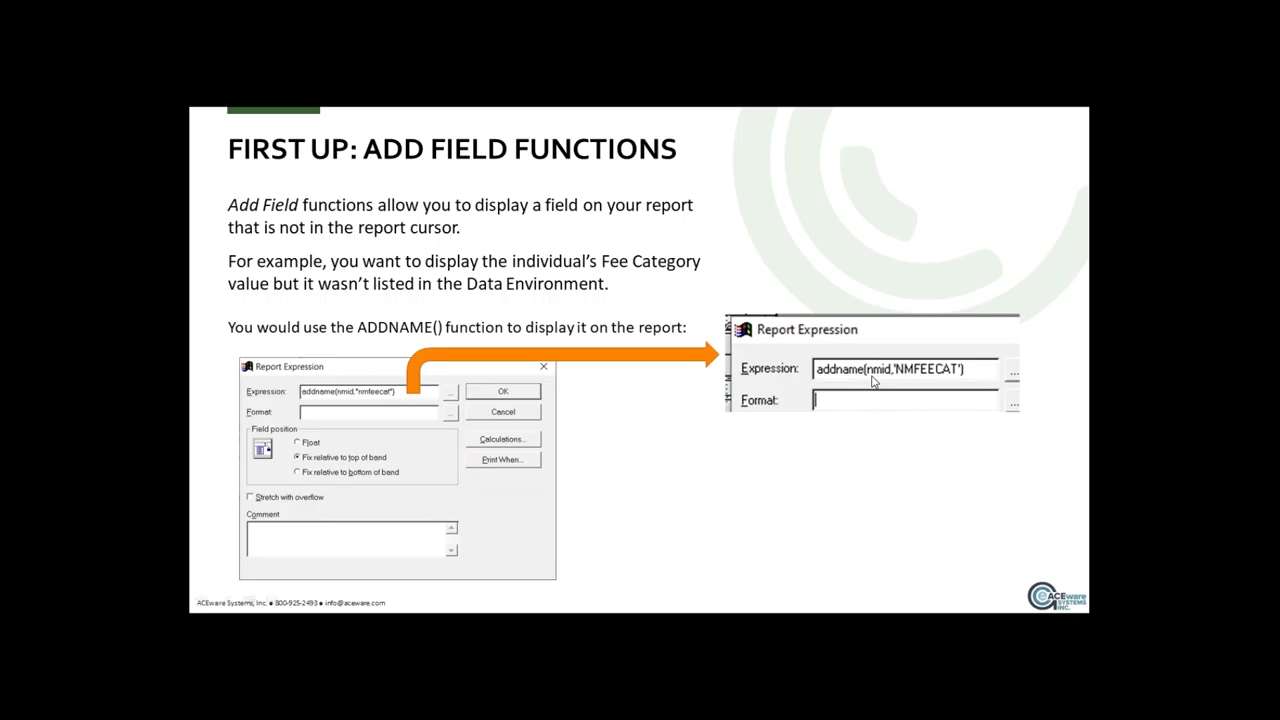 FIRST UP: ADD FIELD FUNCTIONS
Add Field functions allow you to display a field on your report
that is not in the report cursor.
For example, you want to display the individual's Fee Category
value but it wasn't listed in the Data Environment.
You would use the ADDNAME() function to display it on the report:
Report Expression
Expression: addname(nmid,"nmfeecat") ... OK
Format: ... Cancel
Field position
Float
Fix relative to top of band
Fix relative to bottom of band
Calculations...
Print When...
Stretch with overflow
Comment
Report Expression
Expression: addname(nmid,'NMFEECAT') ...
Format: ...
ACEware Systems, Inc. ● 800-925-2493 ● info@aceware.com
ACEware
SYSTEMS
INC.